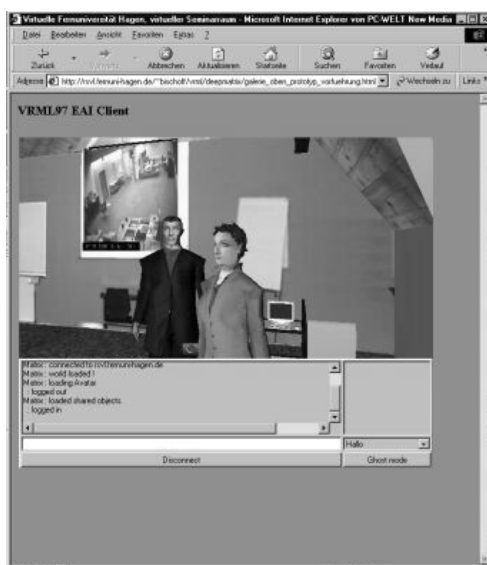 Virtuelle Fernuniversität Hagen, virtueller Seminarraum - Microsoft Internet Explorer von PC-WELT New Media
Datei Bearbeiten Ansicht Favoriten Extras ?
Zurück Abbrechen Aktualisieren Startseite Suchen Favoriten Verlauf
Adresse http://rsvl.fernuni-hagen.de/~bischoff/vrml/deepmatrix/galerie_oben_prototyp_vorfuehrung.html Wechseln zu Links
VRML97 EAI Client
Matrix: connected to rsvl.fernuni-hagen.de
Matrix: world loaded !
Matrix: loading Avatar
: logged out
Matrix: loaded shared objects.
: logged in
Hallo
Disconnect Ghost mode